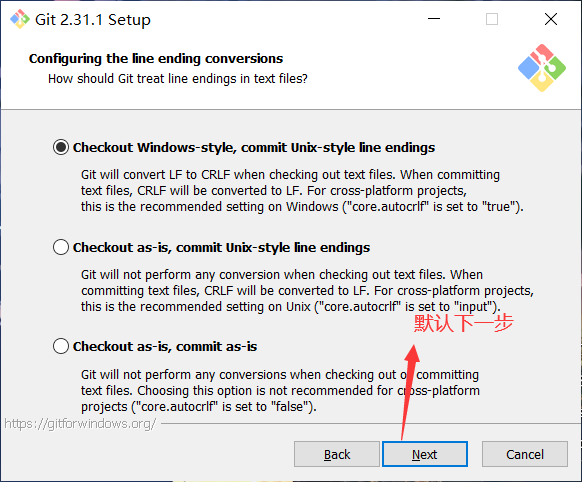 Git 2.31.1 Setup
Configuring the line ending conversions
How should Git treat line endings in text files?
Checkout Windows-style, commit Unix-style line endings
Git will convert LF to CRLF when checking out text files. When committing
text files, CRLF will be converted to LF. For cross-platform projects,
this is the recommended setting on Windows ("core.autocrlf" is set to "true").
Checkout as-is, commit Unix-style line endings
Git will not perform any conversion when checking out text files. When
committing text files, CRLF will be converted to LF. For cross-platform projects,
this is the recommended setting on Unix ("core.autocrlf" is set to "input").
默认下一步
Checkout as-is, commit as-is
Git will not perform any conversions when checking out or committing
text files. Choosing this option is not recommended for cross-platform
projects ("core.autocrlf" is set to "false").
https://gitforwindows.org/
Back
Next
Cancel